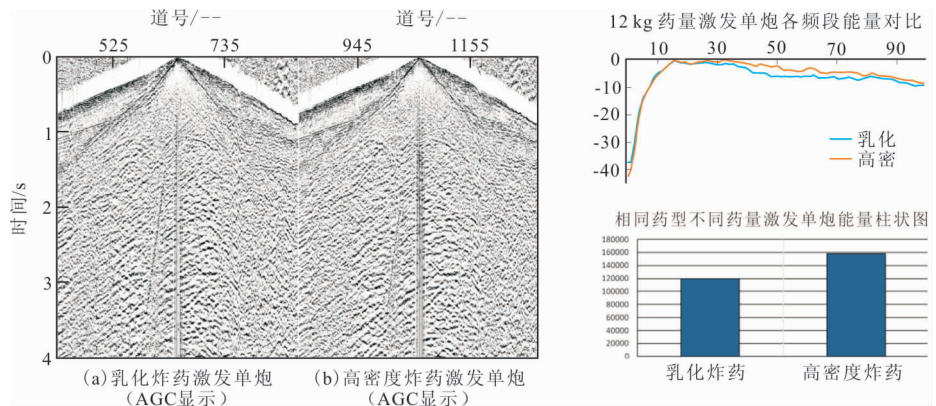 道号/--
525 735
道号/--
945 1155
0
1
2
3
4
时间/s
(a)乳化炸药激发单炮
（AGC显示）
(b)高密度炸药激发单炮
（AGC显示）
12 kg 药量激发单炮各频段能量对比
10 30 50 70 90
0
-10
-20
-30
-40
乳化
高密
相同药型不同药量激发单炮能量柱状图
180000
160000
140000
120000
100000
80000
60000
40000
20000
0
乳化炸药 高密度炸药